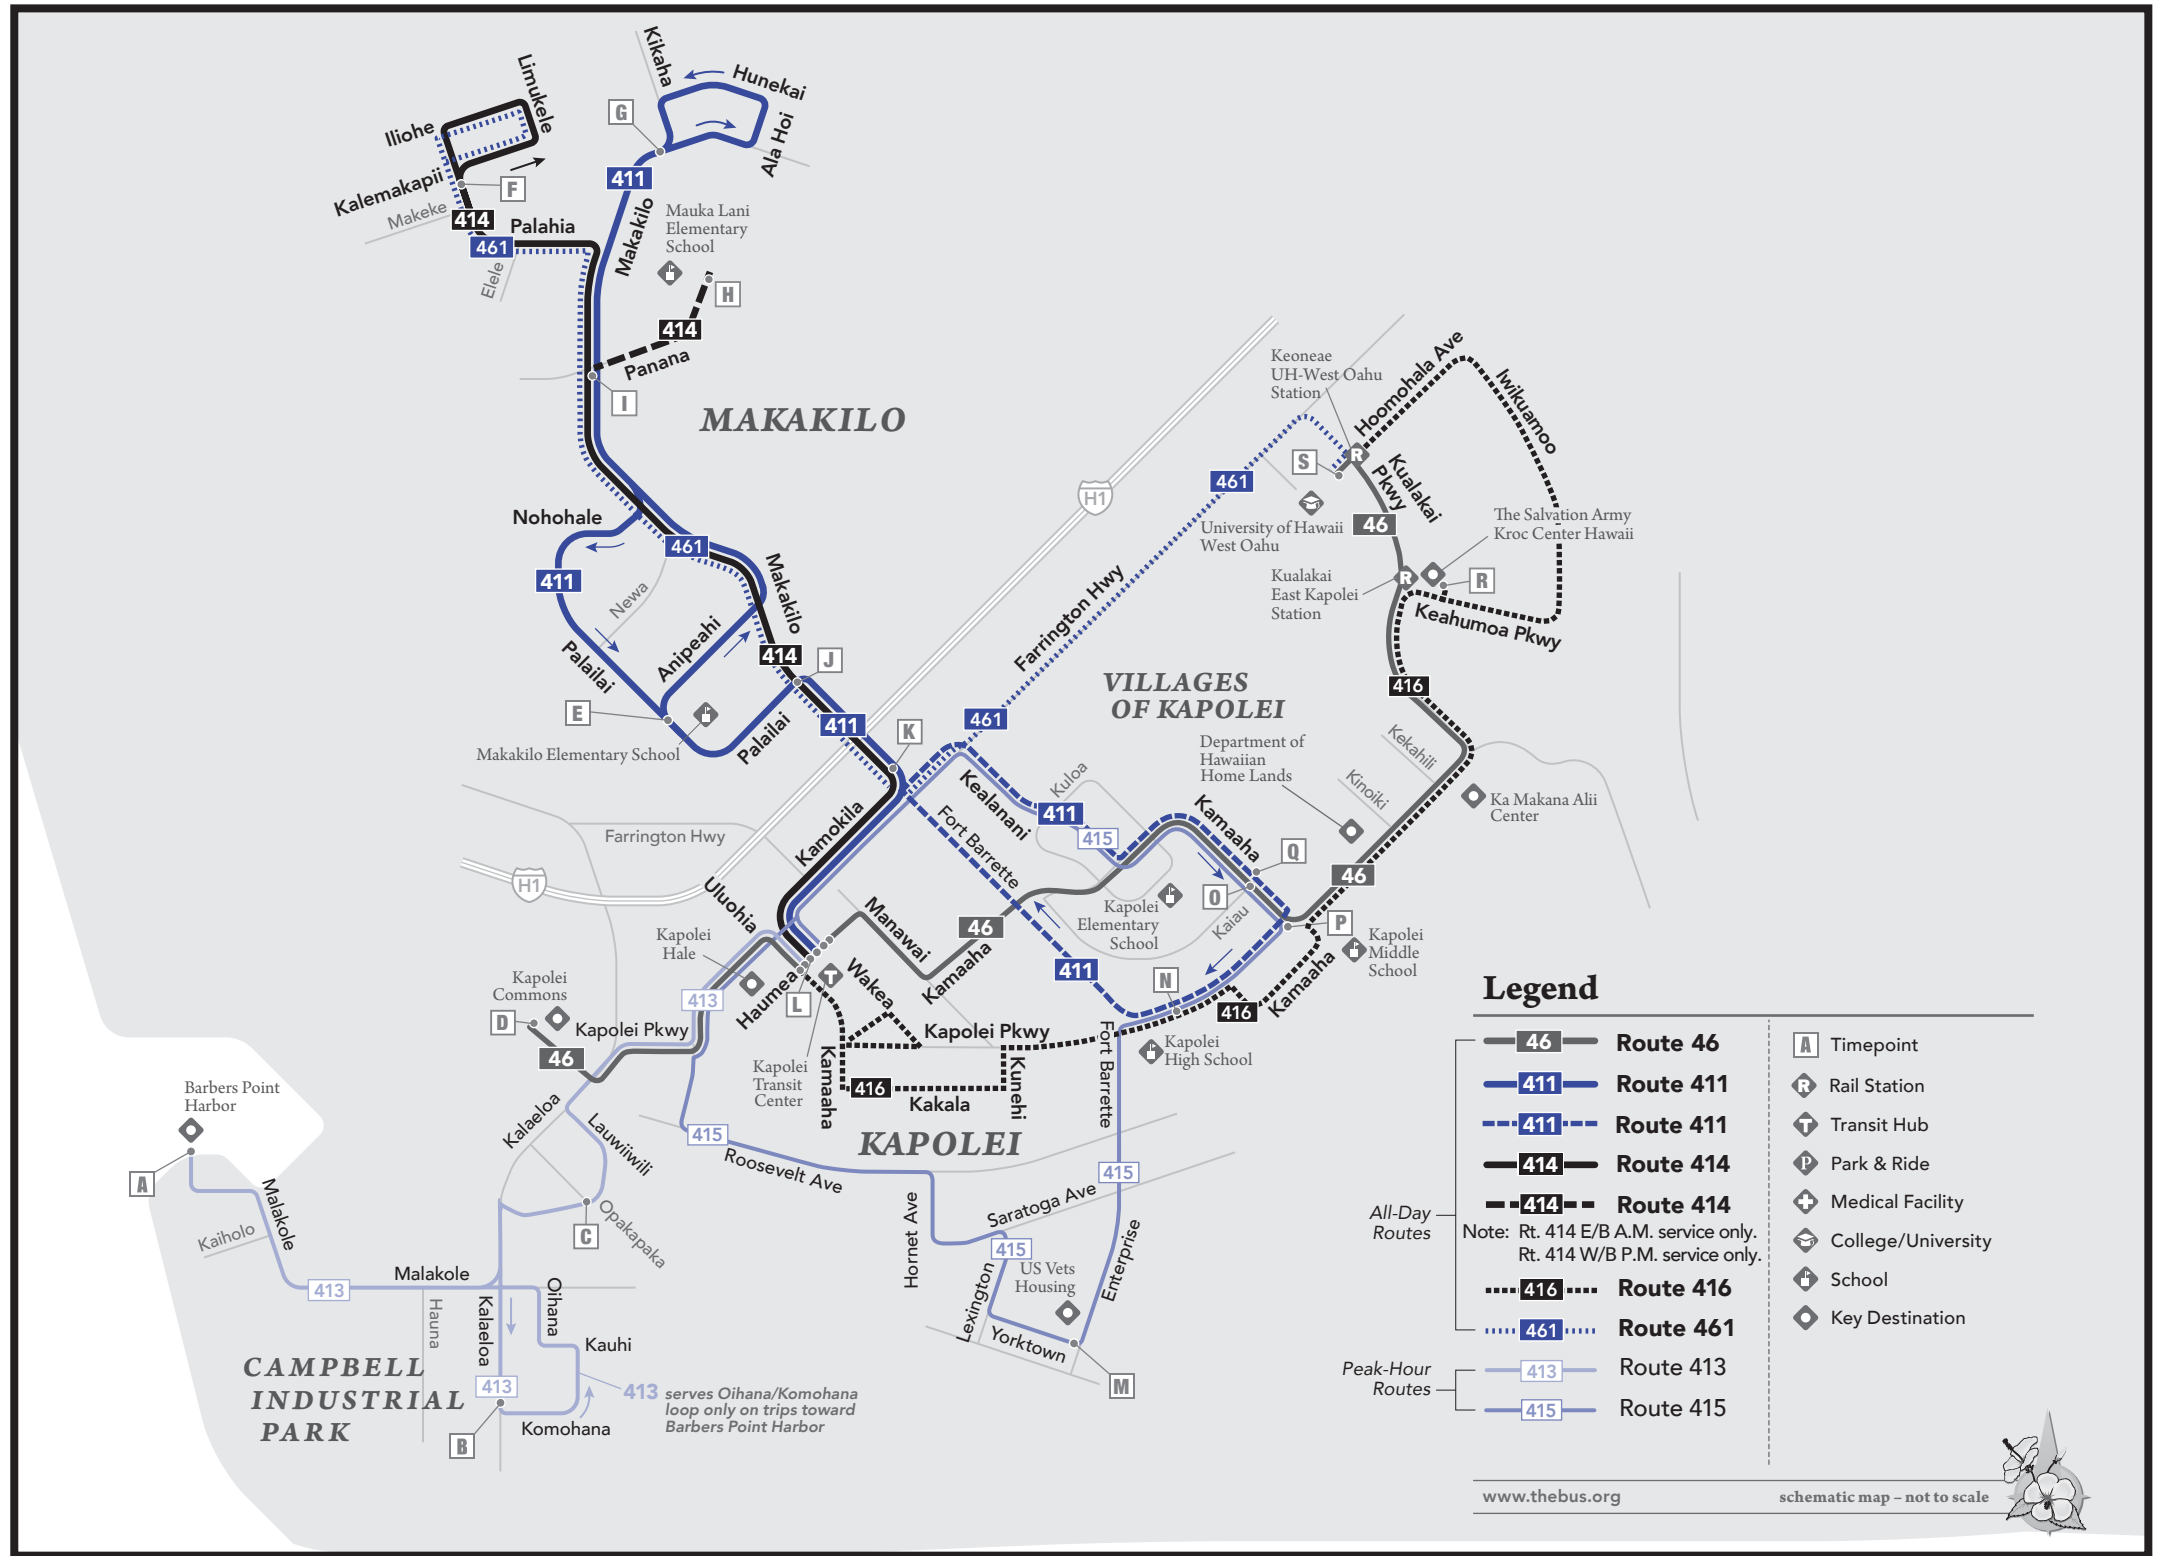 Kikaha
Hunekai
Ala Hoi
G
Limukele
Iliohe
Kalemakapii
Makeke
F
414
461
Palahia
Elele
411
Makakilo
Mauka Lani
Elementary
School
H
414
Panana
I
MAKAKILO
Nohohale
461
411
Newa
Makakilo
Anipeahi
Palailai
414
J
E
Makakilo Elementary School
Palailai
411
K
H1
Farrington Hwy
461
461
Keoneae
UH-West Oahu
Station
Hoomohala Ave
Iwikuamoo
S
R
Kualakai
Pkwy
46
University of Hawaii
West Oahu
The Salvation Army
Kroc Center Hawaii
Kualakai
East Kapolei
Station
R
R
Keahumoa Pkwy
416
VILLAGES
OF KAPOLEI
Department of
Hawaiian
Home Lands
Kekahili
Kinoiki
Ka Makana Alii
Center
Kuloa
Kealanani
411
415
Kamaaha
Q
O
46
Fort Barrette
Kapolei
Elementary
School
Kaiau
P
Kapolei
Middle
School
Farrington Hwy
H1
Kamokila
Uluohia
Manawai
46
Kamaaha
411
N
Kamaaha
416
Kapolei
Hale
Kapolei
Commons
D
413
Haumea
L
T
Wakea
Kapolei Pkwy
46
Kapolei Pkwy
Kapolei
High School
Kapolei
Transit
Center
Kamaaha
416
Kakala
Kunehi
Fort Barrette
KAPOLEI
Barbers Point
Harbor
A
Kalaeloa
Lauwiiwili
415
Roosevelt Ave
415
Malakole
Kaiholo
C
Opakapaka
Hornet Ave
Saratoga Ave
415
Enterprise
US Vets
Housing
Lexington
Yorktown
M
413
Malakole
Hauna
Kalaeloa
Oihana
Kauhi
CAMPBELL
INDUSTRIAL
PARK
413
413 serves Oihana/Komohana
loop only on trips toward
Barbers Point Harbor
Komohana
B
Legend
All-Day
Routes
46 Route 46
411 Route 411
411 Route 411
414 Route 414
414 Route 414
Note: Rt. 414 E/B A.M. service only.
Rt. 414 W/B P.M. service only.
416 Route 416
461 Route 461
Peak-Hour
Routes
413 Route 413
415 Route 415
A Timepoint
R Rail Station
T Transit Hub
P Park & Ride
Medical Facility
College/University
School
Key Destination
www.thebus.org
schematic map – not to scale